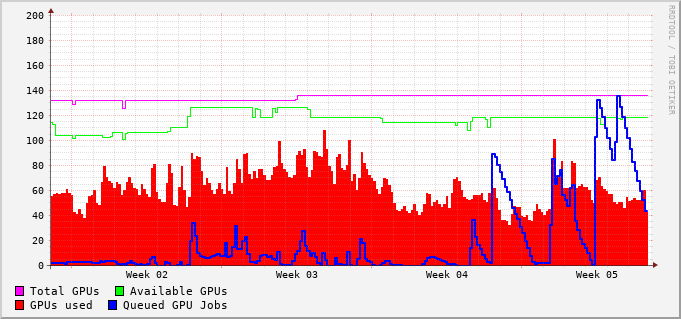 200
180
160
140
120
100
80
60
40
20
0
Week 02 Week 03 Week 04 Week 05
Total GPUs Available GPUs
GPUs used Queued GPU Jobs
RRDTOOL / TOBI OETIKER